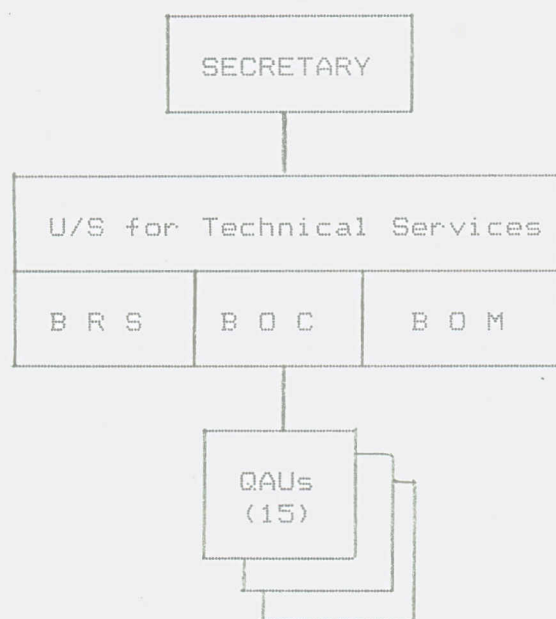 SECRETARY
U/S for Technical Services
B R S B O C B O M
QAUs
(15)